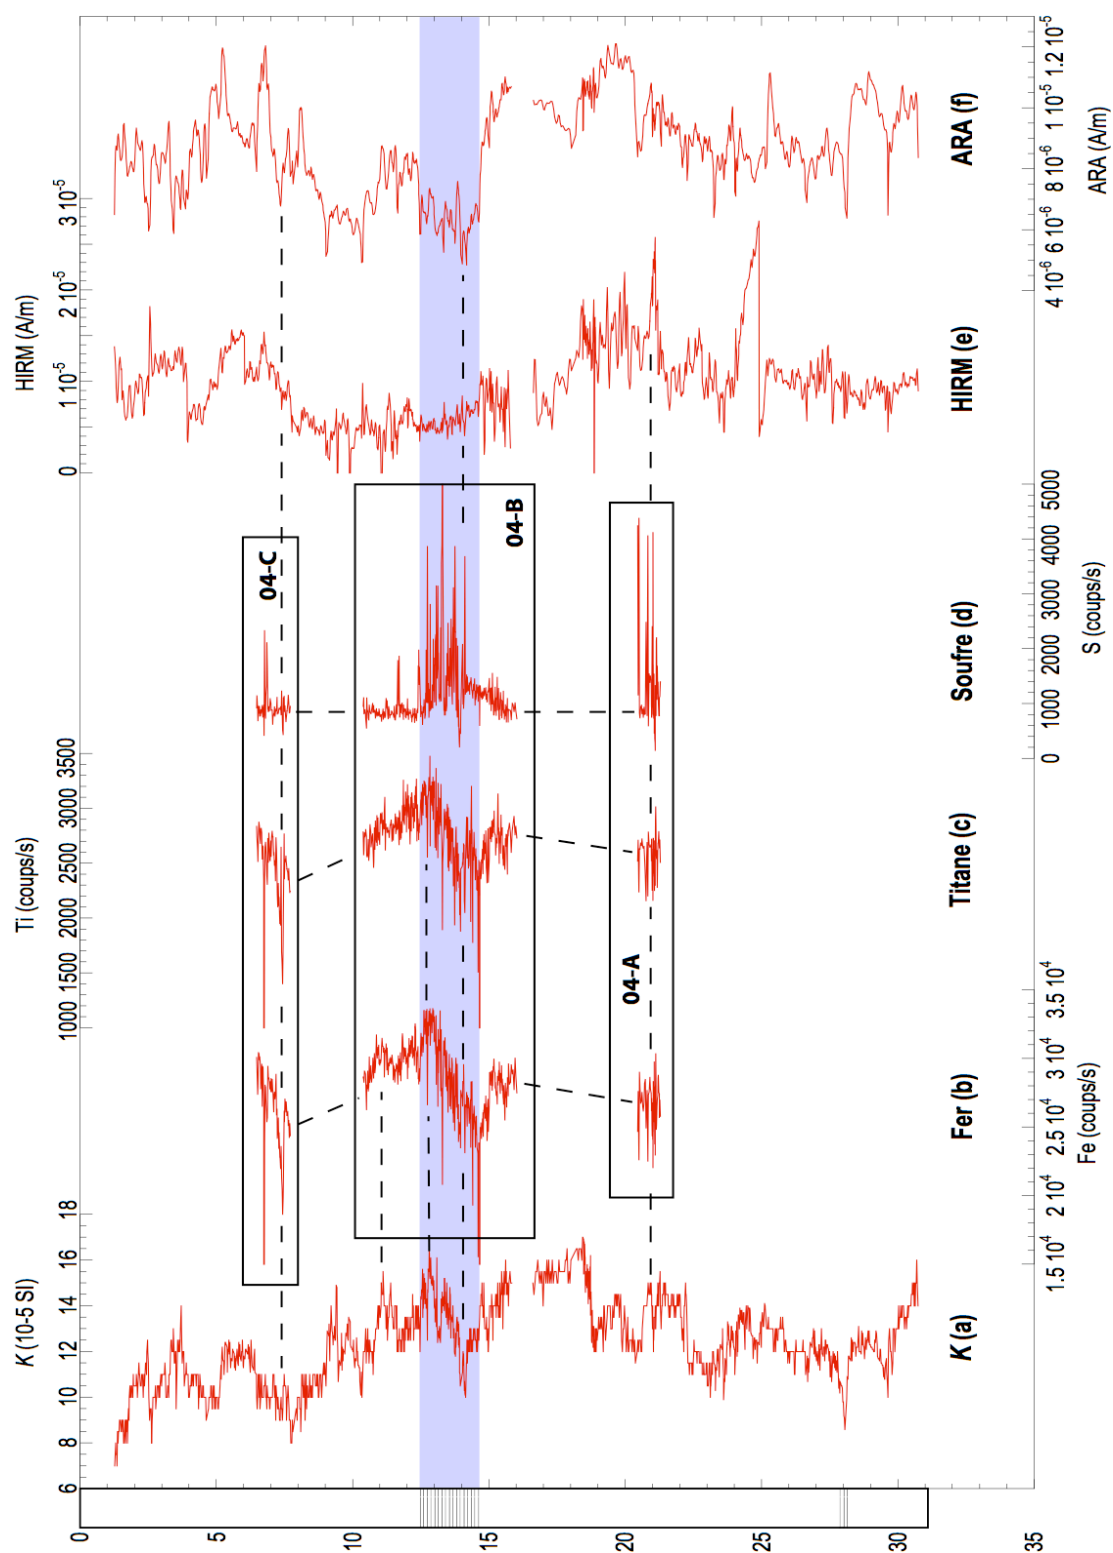 HIRM (A/m)
0 1 10-5 2 10-5 3 10-5
Ti (coups/s)
1000 1500 2000 2500 3000 3500
K (10-5 SI)
6 8 10 12 14 16 18
04-C
04-B
04-A
K (a)
Fer (b)
Titane (c)
Soufre (d)
HIRM (e)
ARA (f)
1.5 10⁴ 2 10⁴ 2.5 10⁴ 3 10⁴ 3.5 10⁴
Fe (coups/s)
0 1000 2000 3000 4000 5000
S (coups/s)
4 10-6 6 10-6 8 10-6 1 10-5 1.2 10-5
ARA (A/m)
0 5 10 15 20 25 30 35